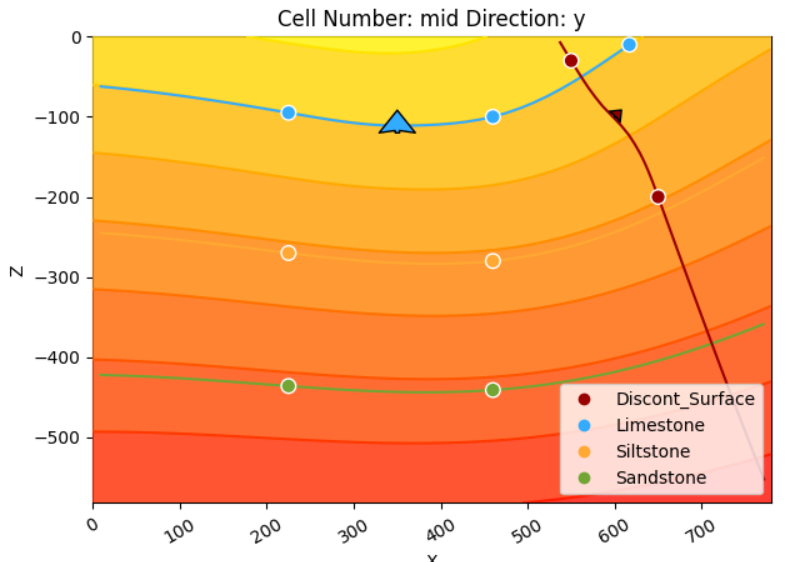 Cell Number: mid Direction: y
0
−100
−200
−300
−400
−500
Z
Discont_Surface
Limestone
Siltstone
Sandstone
0 100 200 300 400 500 600 700